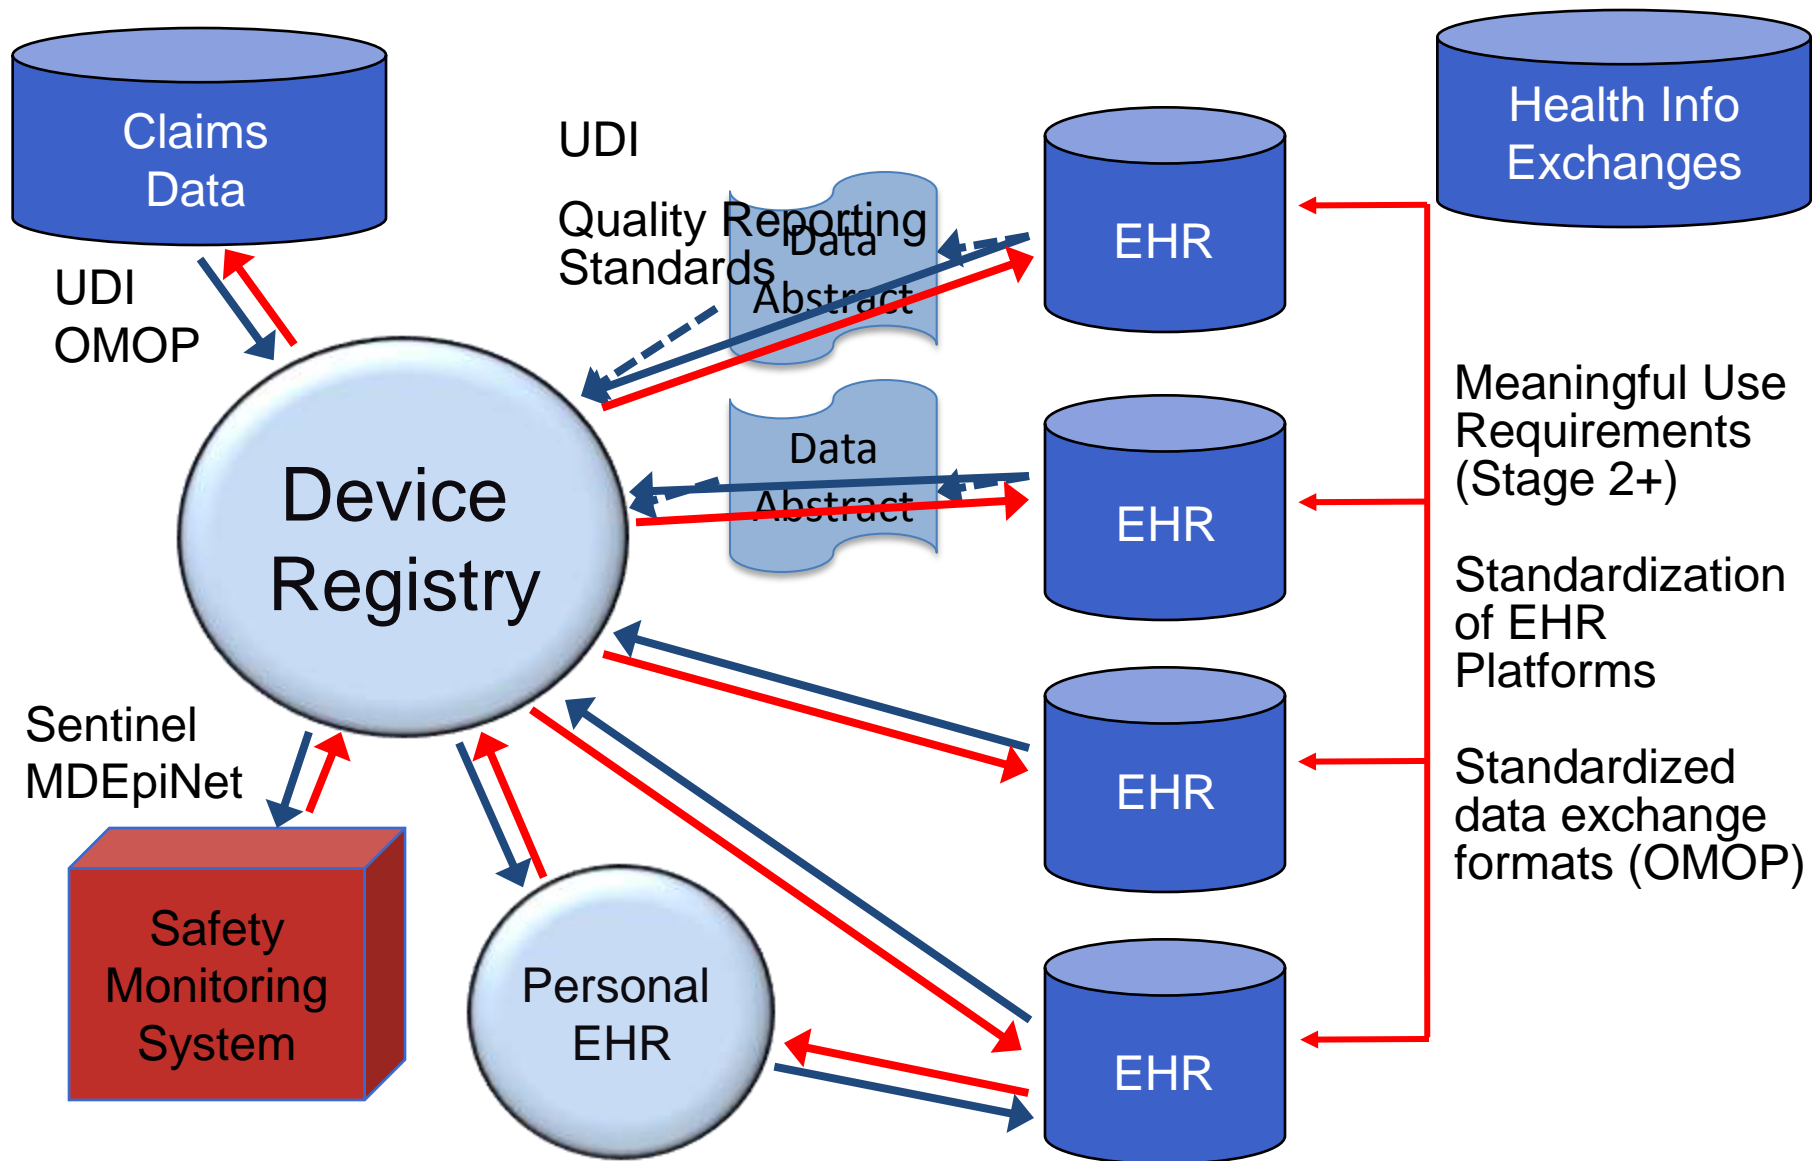 Claims
Data
UDI
OMOP
UDI
Quality Reporting
Standards
Data
Abstract
Data
Abstract
Device
Registry
Sentinel
MDEpiNet
Safety
Monitoring
System
Personal
EHR
EHR
EHR
EHR
EHR
Health Info
Exchanges
Meaningful Use
Requirements
(Stage 2+)
Standardization
of EHR
Platforms
Standardized
data exchange
formats (OMOP)